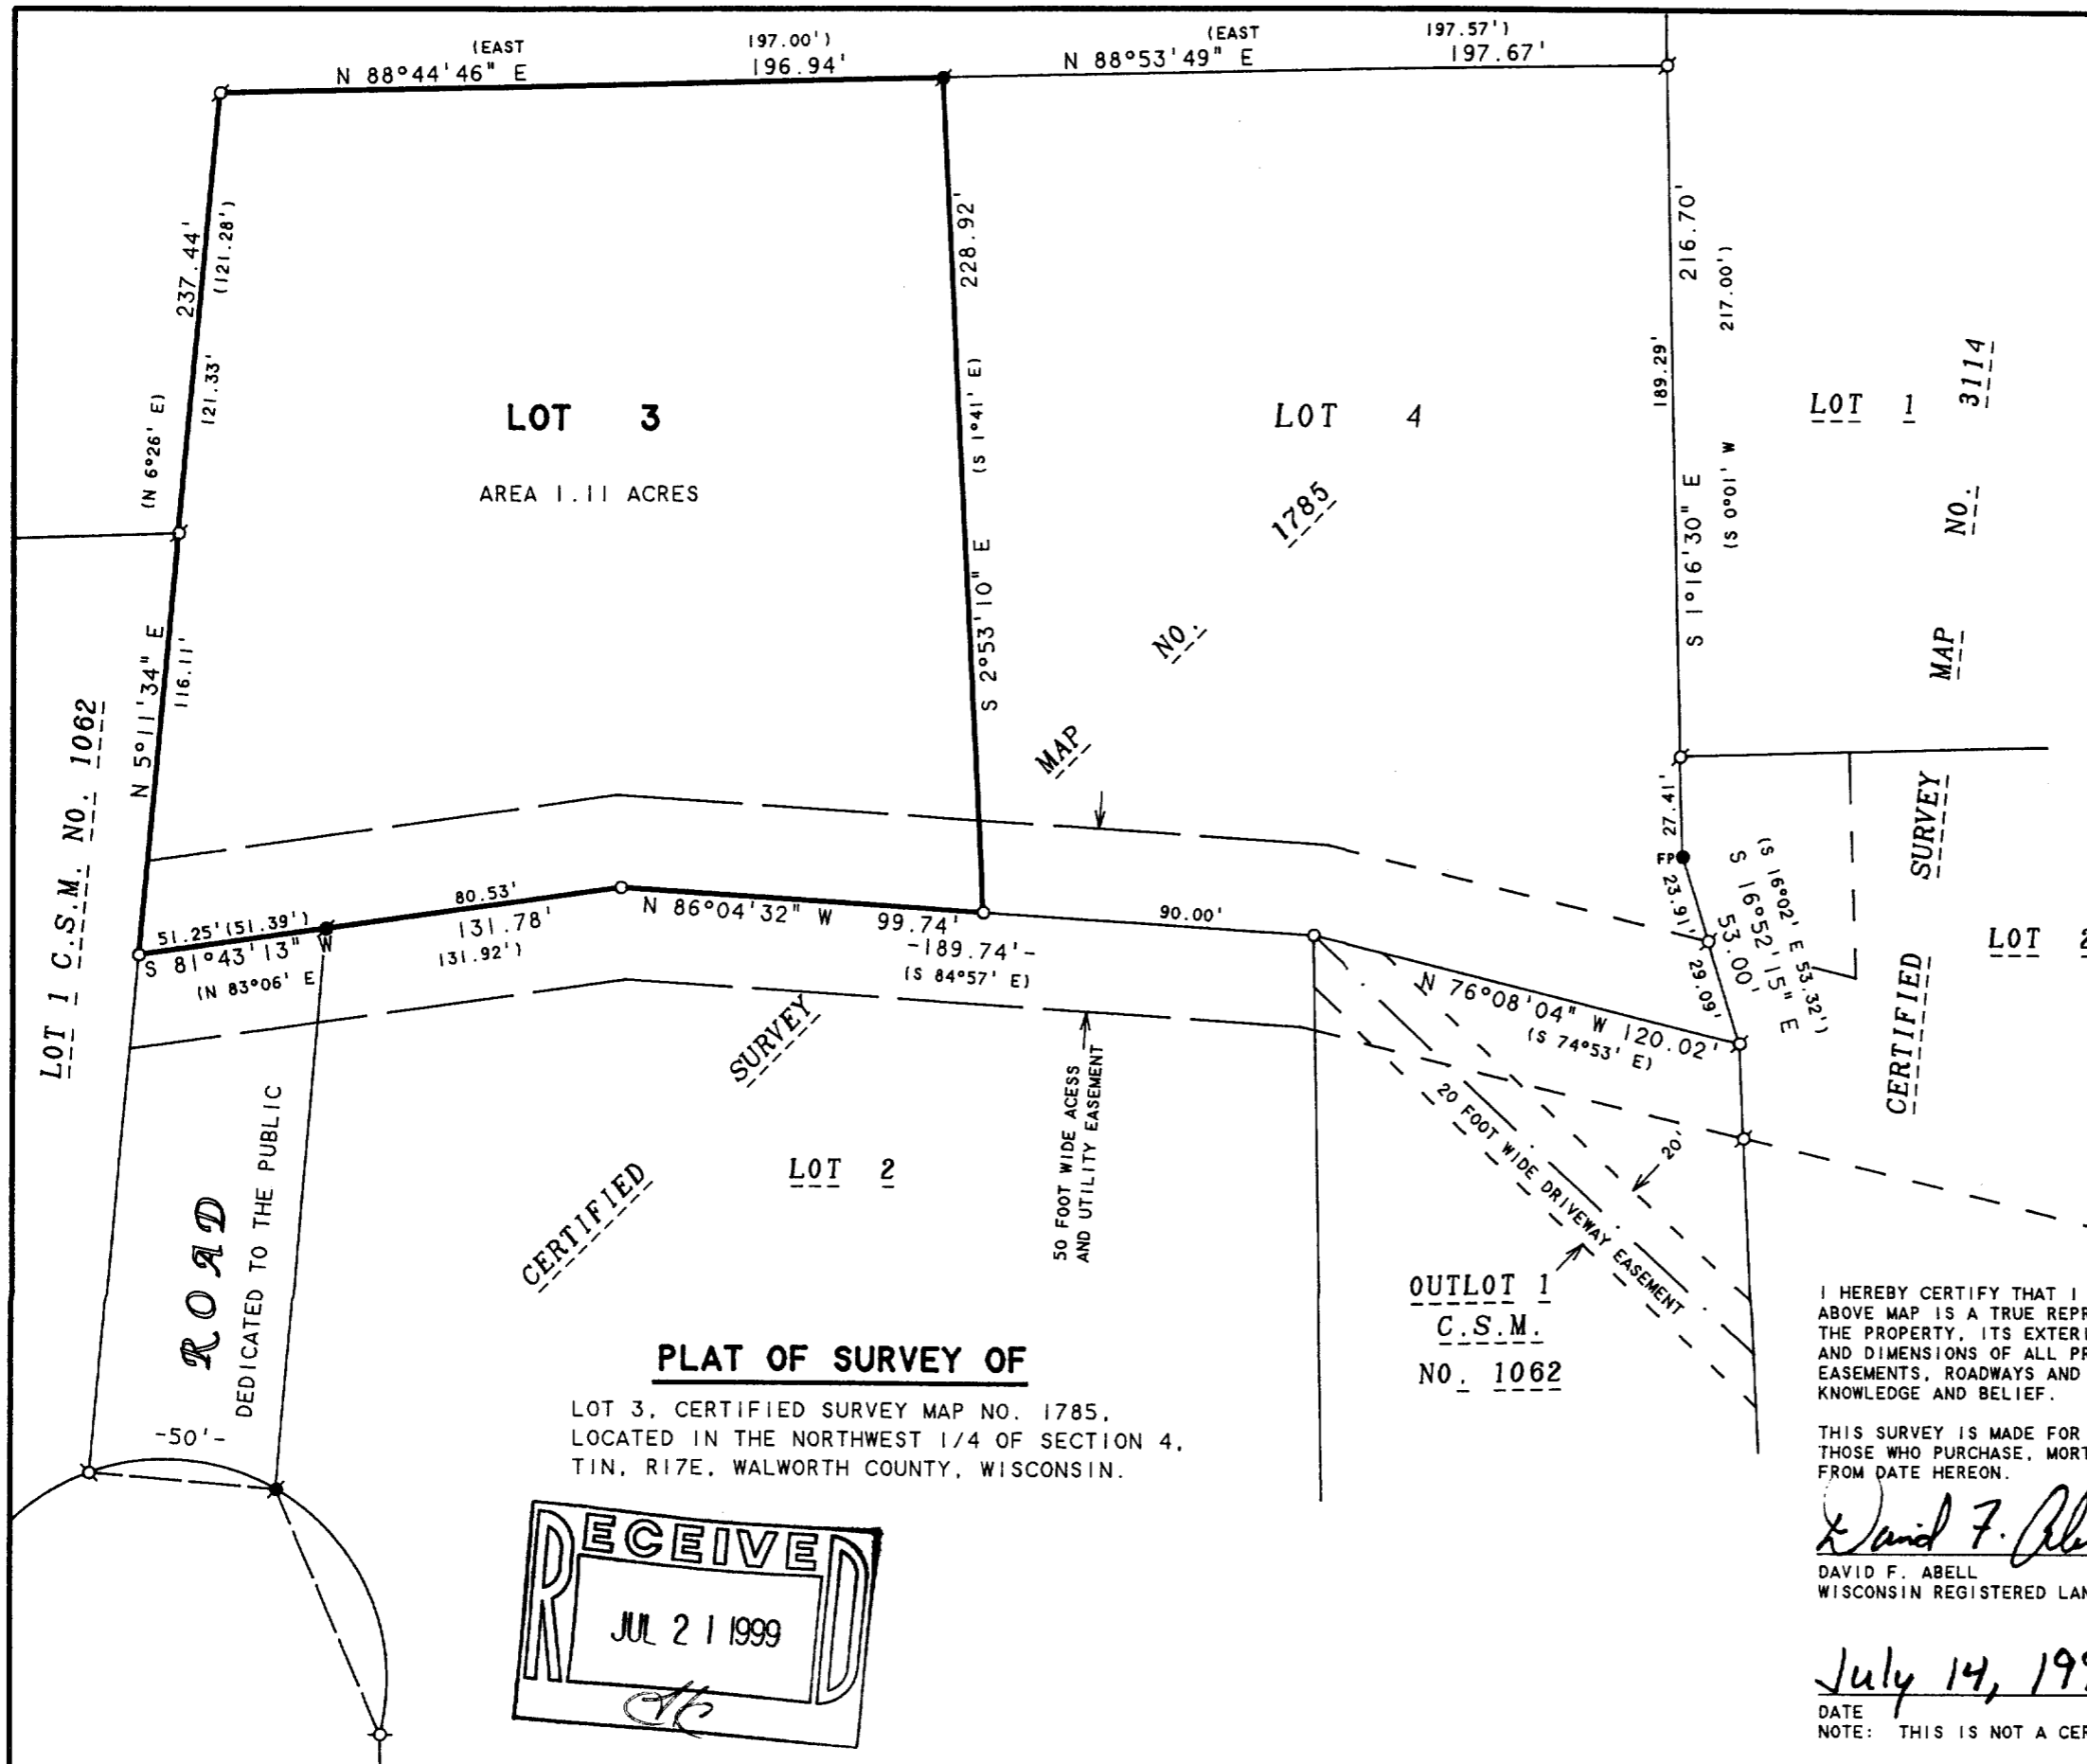 (EAST 197.00')
N 88°44'46" E 196.94'
(EAST 197.57')
N 88°53'49" E 197.67'
237.44'
(121.28')
121.33'
(N 6°26' E)
N 5°11'34" E
116.11'
LOT 3
AREA 1.11 ACRES
228.92'
(S 1°41' E)
S 2°53'10" E
LOT 4
216.70'
217.00')
189.29'
S 1°16'30" E
(S 0°01' W
LOT 1
CERTIFIED SURVEY MAP NO. 3114
LOT 2
LOT 1 C.S.M. NO. 1062
CERTIFIED SURVEY MAP NO. 1785
27.41'
FP
23.91'
29.09'
(S 16°02' E 53.32')
S 16°52'15" E
53.00'
51.25'(51.39')
80.53'
S 81°43'13" W 131.78'
(N 83°06' E 131.92')
N 86°04'32" W 99.74'
-189.74'-
(S 84°57' E)
90.00'
N 76°08'04" W 120.02'
(S 74°53' E)
20 FOOT WIDE DRIVEWAY EASEMENT
20'
50 FOOT WIDE ACESS
AND UTILITY EASEMENT
LOT 2
ROAD
DEDICATED TO THE PUBLIC
-50'-
OUTLOT 1
C.S.M.
NO. 1062
PLAT OF SURVEY OF
LOT 3, CERTIFIED SURVEY MAP NO. 1785,
LOCATED IN THE NORTHWEST 1/4 OF SECTION 4,
T1N, R17E, WALWORTH COUNTY, WISCONSIN.
RECEIVED
JUL 21 1999
I HEREBY CERTIFY THAT I
ABOVE MAP IS A TRUE REPR
THE PROPERTY, ITS EXTERI
AND DIMENSIONS OF ALL PR
EASEMENTS, ROADWAYS AND
KNOWLEDGE AND BELIEF.
THIS SURVEY IS MADE FOR
THOSE WHO PURCHASE, MORT
FROM DATE HEREON.
David F. Abe
DAVID F. ABELL
WISCONSIN REGISTERED LAN
July 14, 199
DATE
NOTE: THIS IS NOT A CER